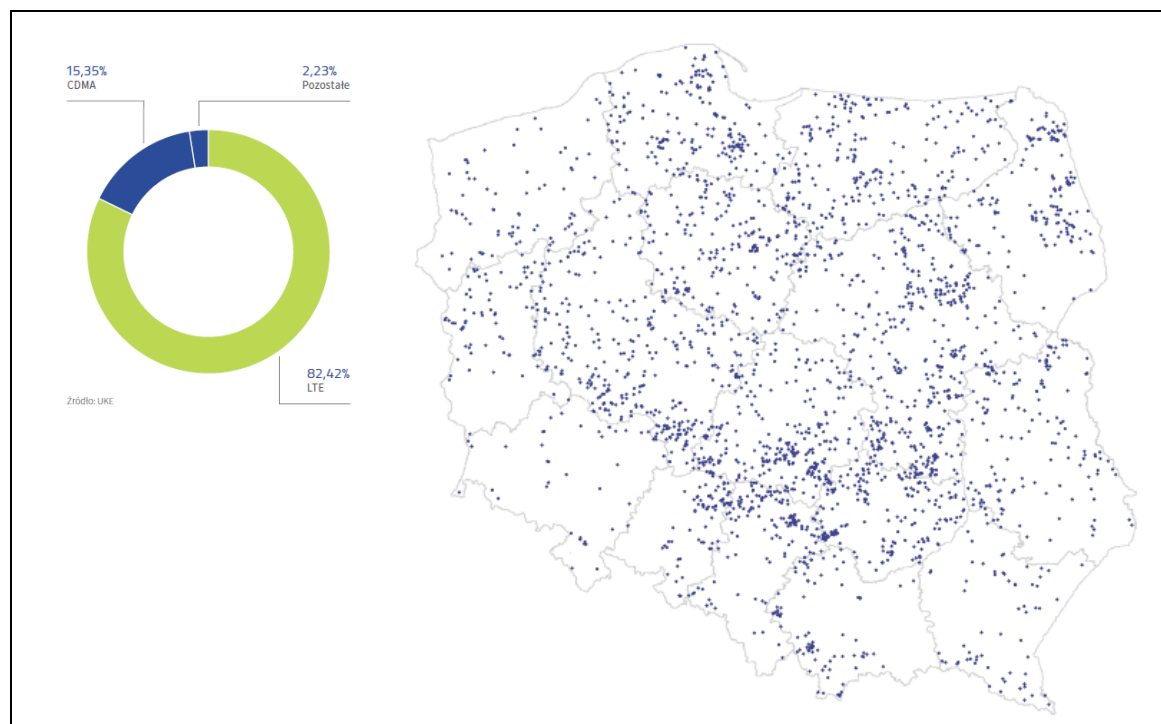 15,35%
CDMA
2,23%
Pozostałe
82,42%
LTE
Źródło: UKE